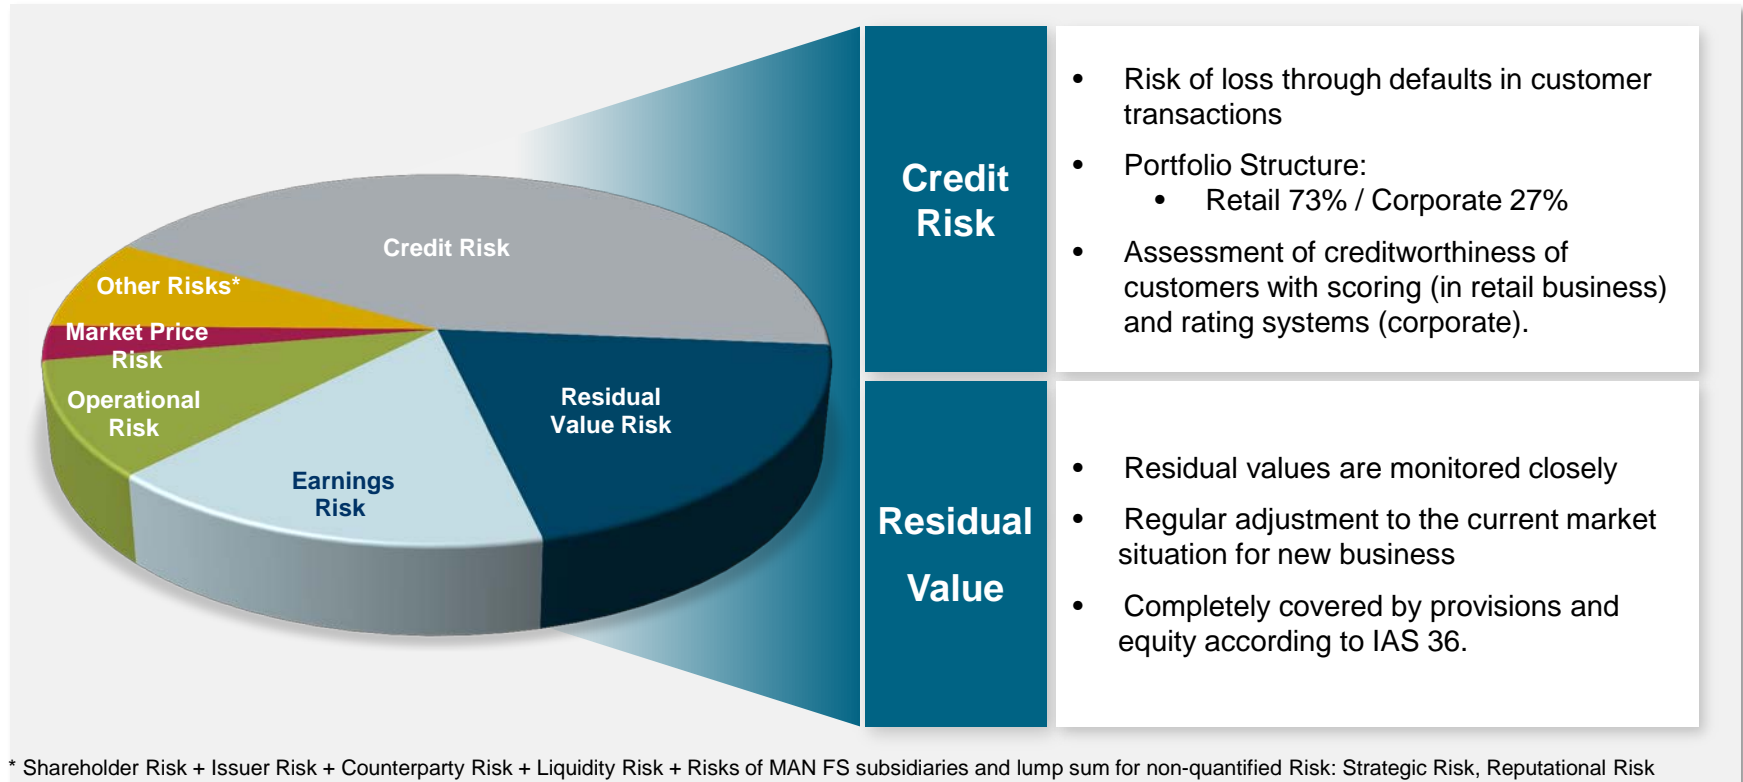 Credit Risk
Other Risks*
Market Price
Risk
Operational
Risk
Earnings
Risk
Residual
Value Risk
Credit
Risk
• Risk of loss through defaults in customer
transactions
• Portfolio Structure:
• Retail 73% / Corporate 27%
• Assessment of creditworthiness of
customers with scoring (in retail business)
and rating systems (corporate).
Residual
Value
• Residual values are monitored closely
• Regular adjustment to the current market
situation for new business
• Completely covered by provisions and
equity according to IAS 36.
* Shareholder Risk + Issuer Risk + Counterparty Risk + Liquidity Risk + Risks of MAN FS subsidiaries and lump sum for non-quantified Risk: Strategic Risk, Reputational Risk